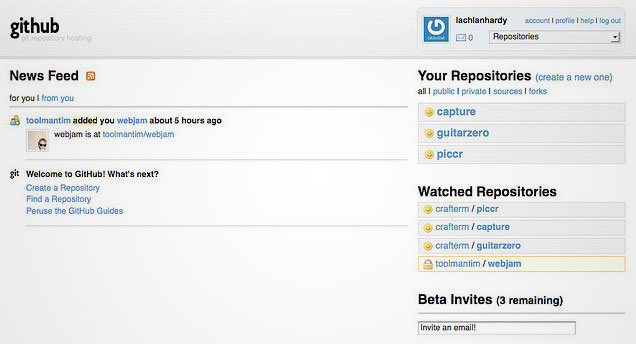 github
git repository hosting
lachlanhardy
account | profile | help | log out
0
Repositories
News Feed
for you | from you
toolmantim added you webjam about 5 hours ago
webjam is at toolmantim/webjam
git Welcome to GitHub! What's next?
Create a Repository
Find a Repository
Peruse the GitHub Guides
Your Repositories (create a new one)
all | public | private | sources | forks
capture
guitarzero
piccr
Watched Repositories
crafterm / piccr
crafterm / capture
crafterm / guitarzero
toolmantim / webjam
Beta Invites (3 remaining)
Invite an email!